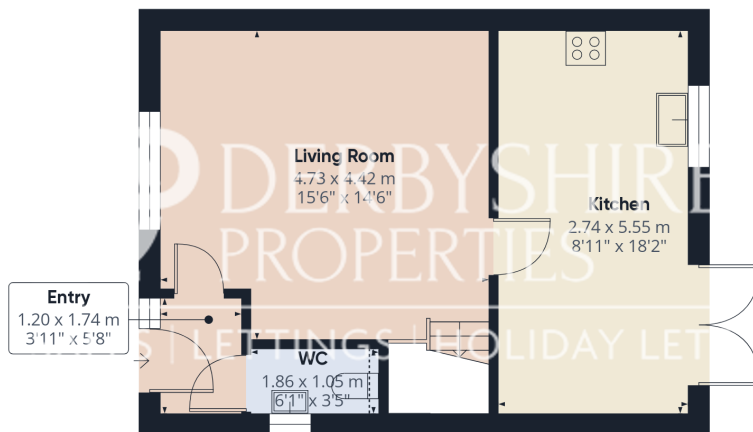 Living Room
4.73 x 4.42 m
15'6" x 14'6"
DERBYSHIRE
PROPERTIES
Kitchen
2.74 x 5.55 m
8'11" x 18'2"
Entry
1.20 x 1.74 m
3'11" x 5'8"
| LETTINGS | HOLIDAY LET
WC
1.86 x 1.05 m
6'1" x 3'5"